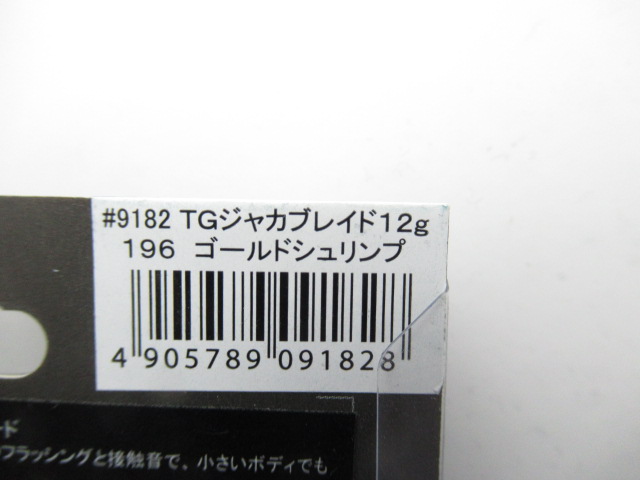 #9182 TGジャカブレイド12g
196 ゴールドシュリンプ
4 905789 091828
ード
フラッシングと接触音で、小さいボディでも